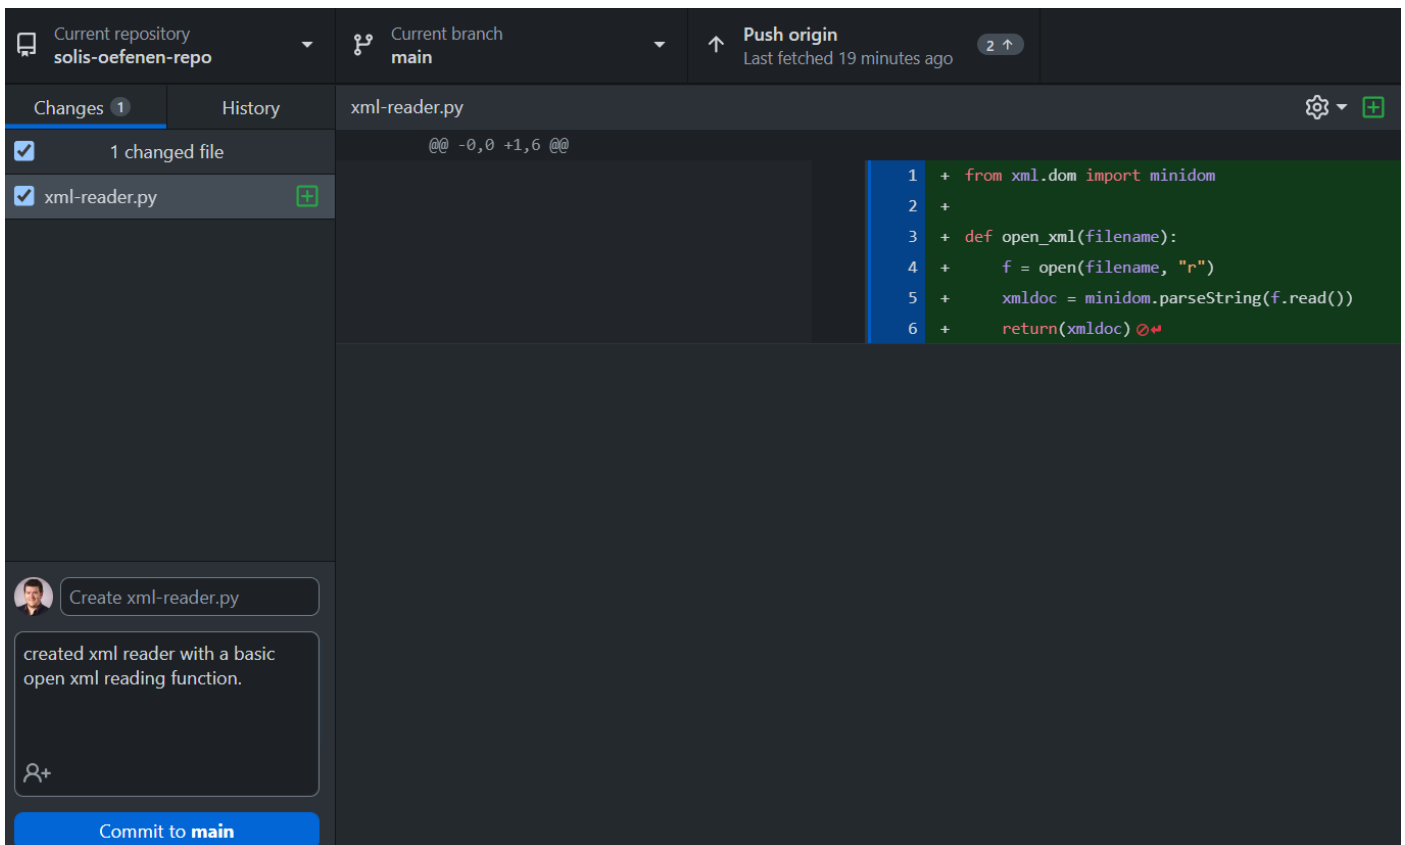 Current repository
solis-oefenen-repo
Current branch
main
Push origin
Last fetched 19 minutes ago
2 ↑
Changes 1
History
xml-reader.py
1 changed file
@@ -0,0 +1,6 @@
xml-reader.py
1 + from xml.dom import minidom
2 +
3 + def open_xml(filename):
4 +     f = open(filename, "r")
5 +     xmldoc = minidom.parseString(f.read())
6 +     return(xmldoc)
Create xml-reader.py
created xml reader with a basic
open xml reading function.
Commit to main